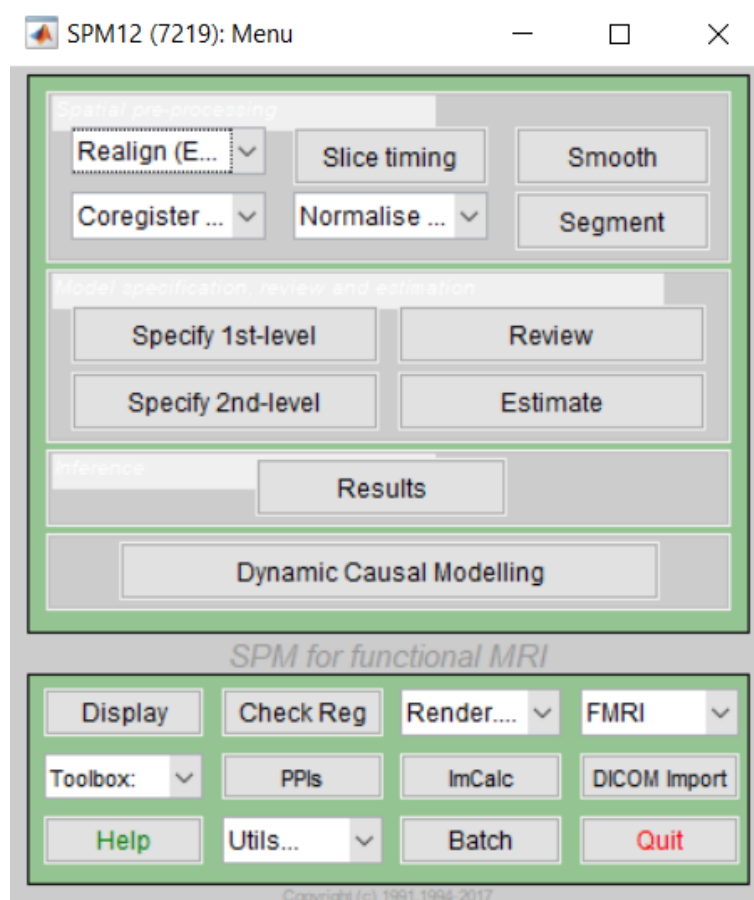 SPM12 (7219): Menu
Spatial pre-processing
Realign (E... Slice timing Smooth
Coregister ... Normalise ... Segment
Model specification, review and estimation
Specify 1st-level Review
Specify 2nd-level Estimate
Inference
Results
Dynamic Causal Modelling
SPM for functional MRI
Display Check Reg Render.... FMRI
Toolbox: PPIs ImCalc DICOM Import
Help Utils... Batch Quit
Copyright (c) 1991,1994-2017